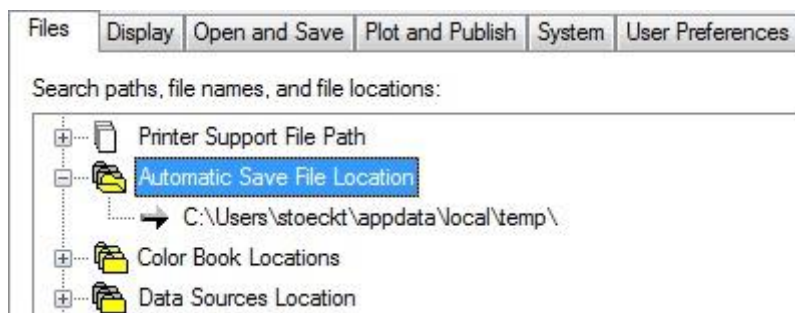 Files Display Open and Save Plot and Publish System User Preferences
Search paths, file names, and file locations:
Printer Support File Path
Automatic Save File Location
C:\Users\stoeckt\appdata\local\temp\
Color Book Locations
Data Sources Location